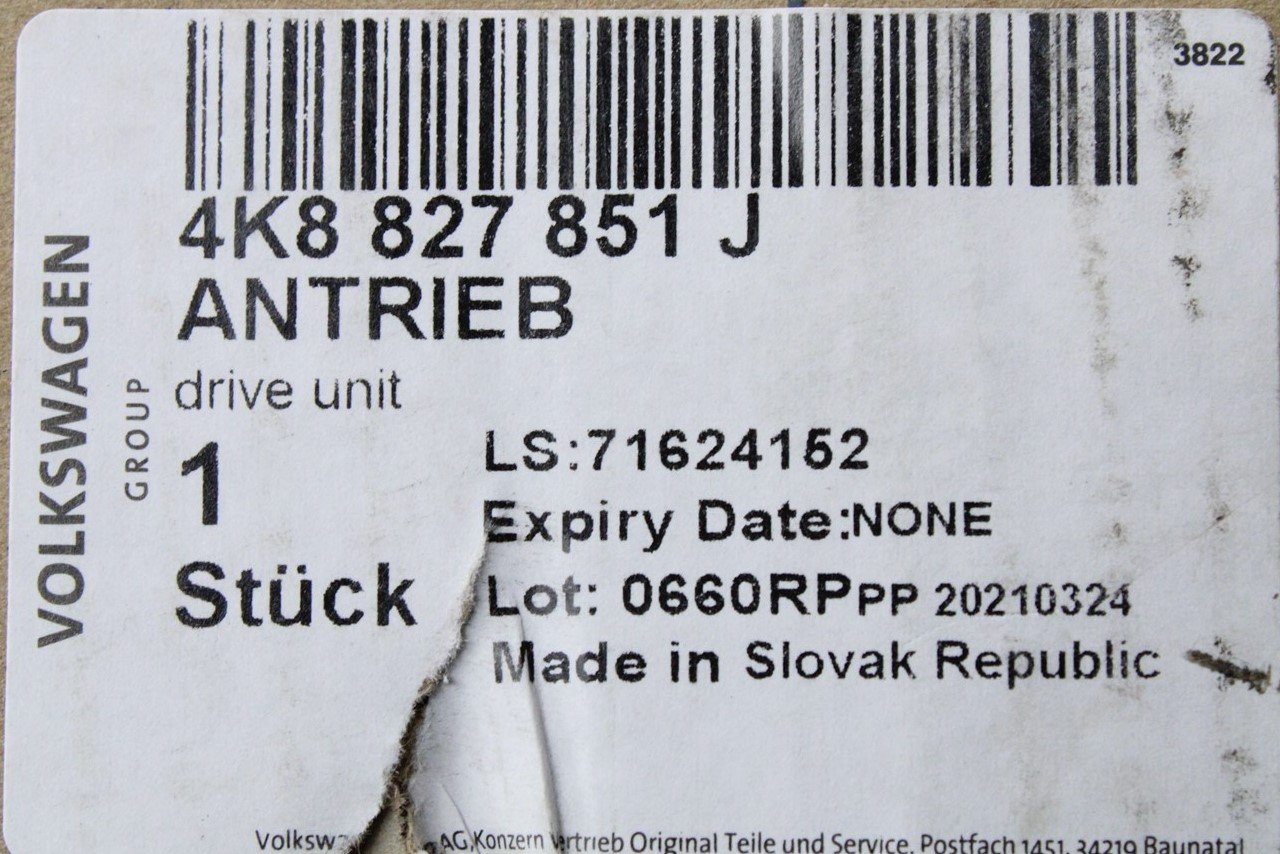 3822
4K8 827 851 J
ANTRIEB
drive unit
1
Stück
LS:71624152
Expiry Date:NONE
Lot: 0660RPPP 20210324
Made in Slovak Republic
VOLKSWAGEN
GROUP
AG,Konzern Original Teile und Service, Postfach 1451, 34219 Baunatal